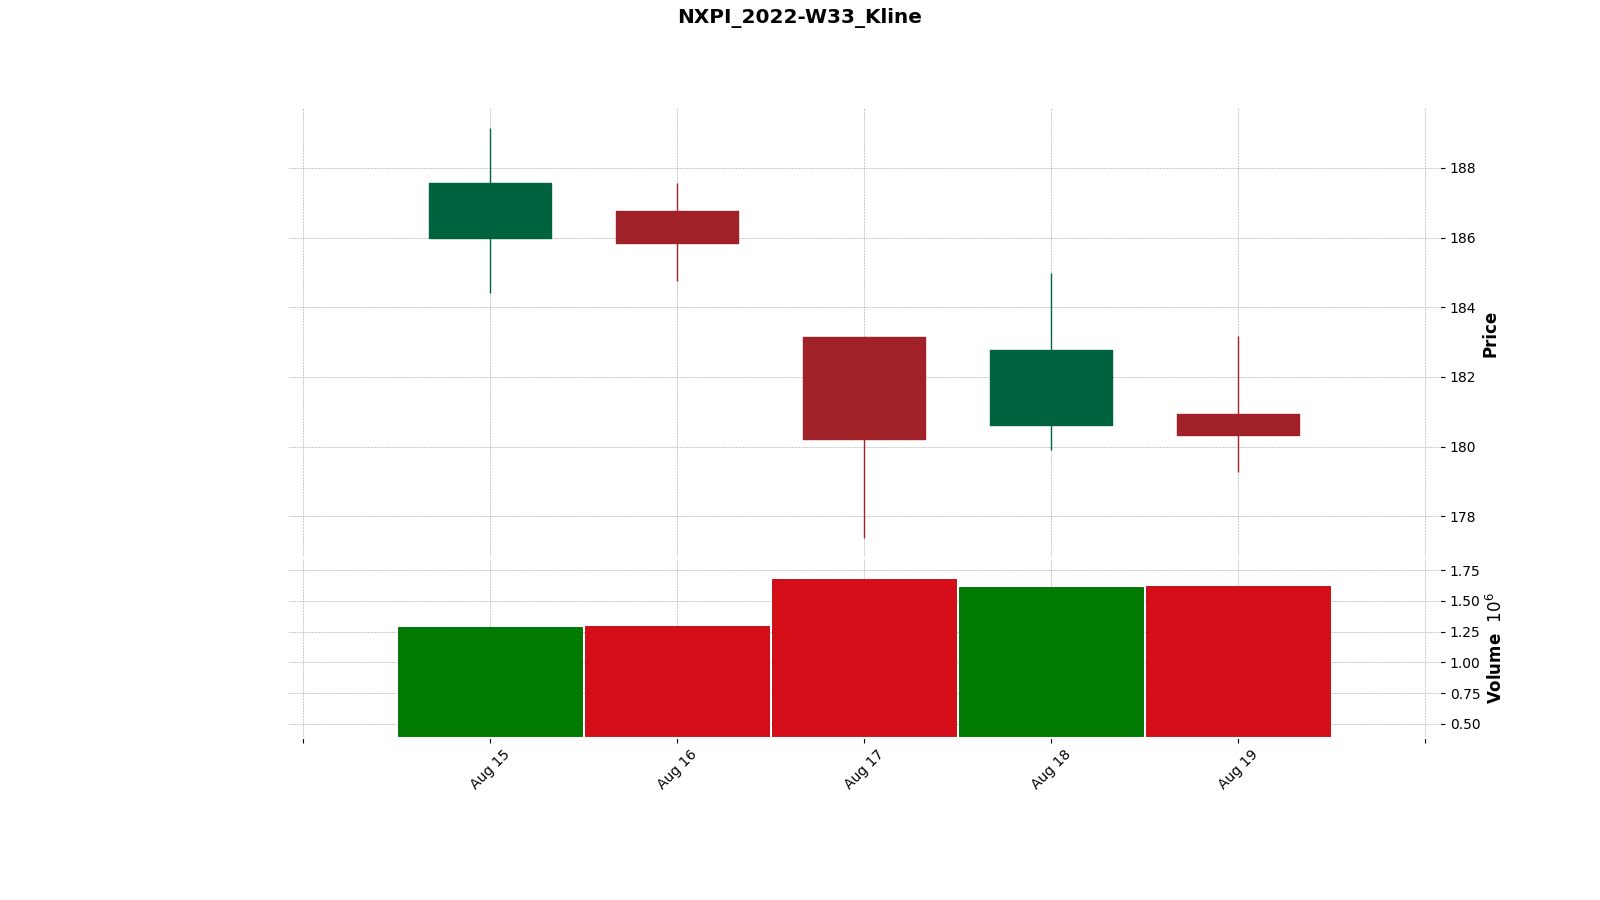 NXPI_2022-W33_Kline
188
186
184
182
180
178
Price
1.75
1.50
1.25
1.00
0.75
0.50
Volume 10^6
Aug 15
Aug 16
Aug 17
Aug 18
Aug 19